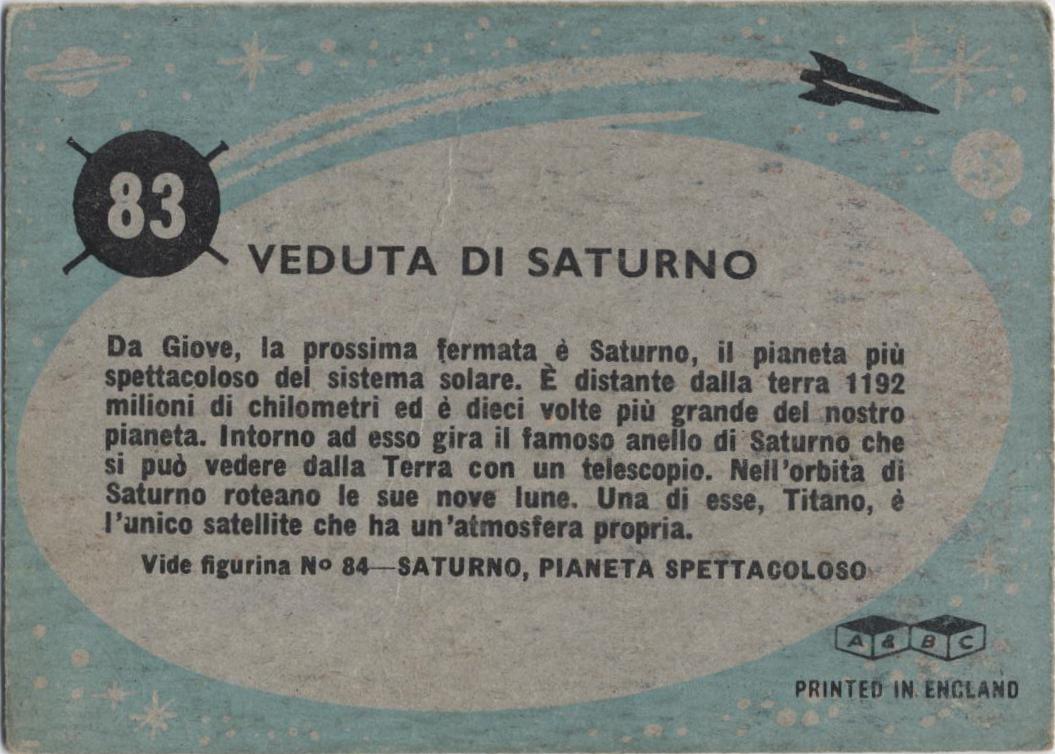 83
VEDUTA DI SATURNO
Da Giove, la prossima fermata è Saturno, il pianeta più
spettacoloso del sistema solare. È distante dalla terra 1192
milioni di chilometri ed è dieci volte più grande del nostro
pianeta. Intorno ad esso gira il famoso anello di Saturno che
si può vedere dalla Terra con un telescopio. Nell'orbita di
Saturno roteano le sue nove lune. Una di esse, Titano, è
l'unico satellite che ha un'atmosfera propria.
Vide figurina Nº 84—SATURNO, PIANETA SPETTACOLOSO
A & B C
PRINTED IN ENGLAND